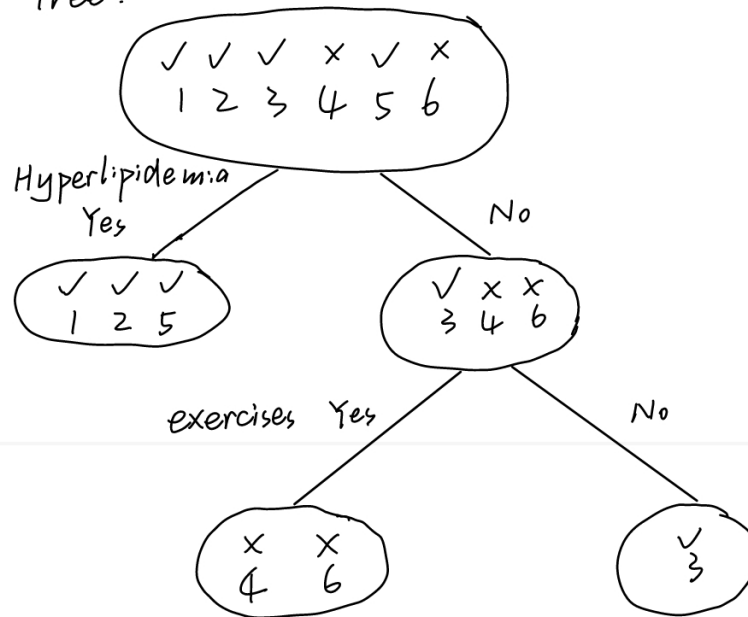 Tree:
✓ ✓ ✓ × ✓ ×
1 2 3 4 5 6
Hyperlipidemia
Yes
No
✓ ✓ ✓
1 2 5
✓ × ×
3 4 6
exercises Yes
No
× ×
4 6
✓
3